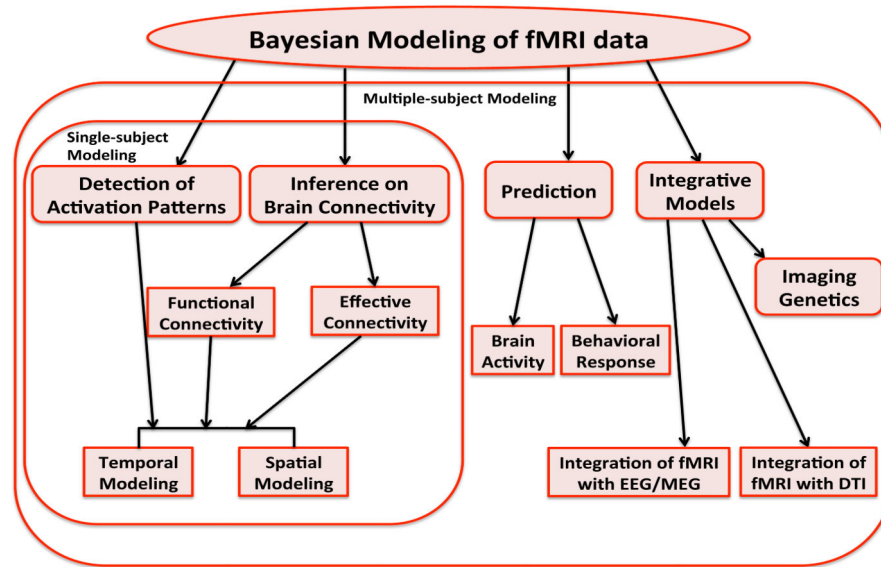 Bayesian Modeling of fMRI data
Multiple-subject Modeling
Single-subject
Modeling
Detection of
Activation Patterns
Inference on
Brain Connectivity
Prediction
Integrative
Models
Imaging
Genetics
Functional
Connectivity
Effective
Connectivity
Brain
Activity
Behavioral
Response
Temporal
Modeling
Spatial
Modeling
Integration of fMRI
with EEG/MEG
Integration of
fMRI with DTI